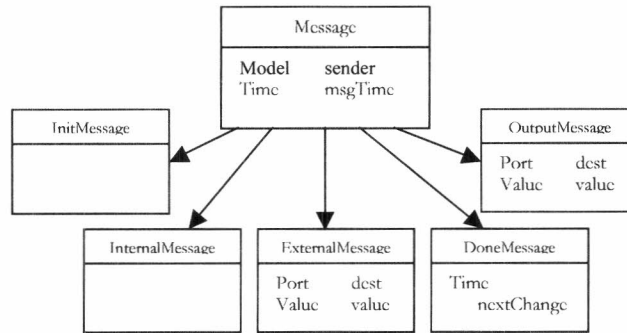 Message
Model sender
Time msgTime
InitMessage
OutputMessage
Port dest
Value value
InternalMessage
ExternalMessage
Port dest
Value value
DoneMessage
Time
nextChange